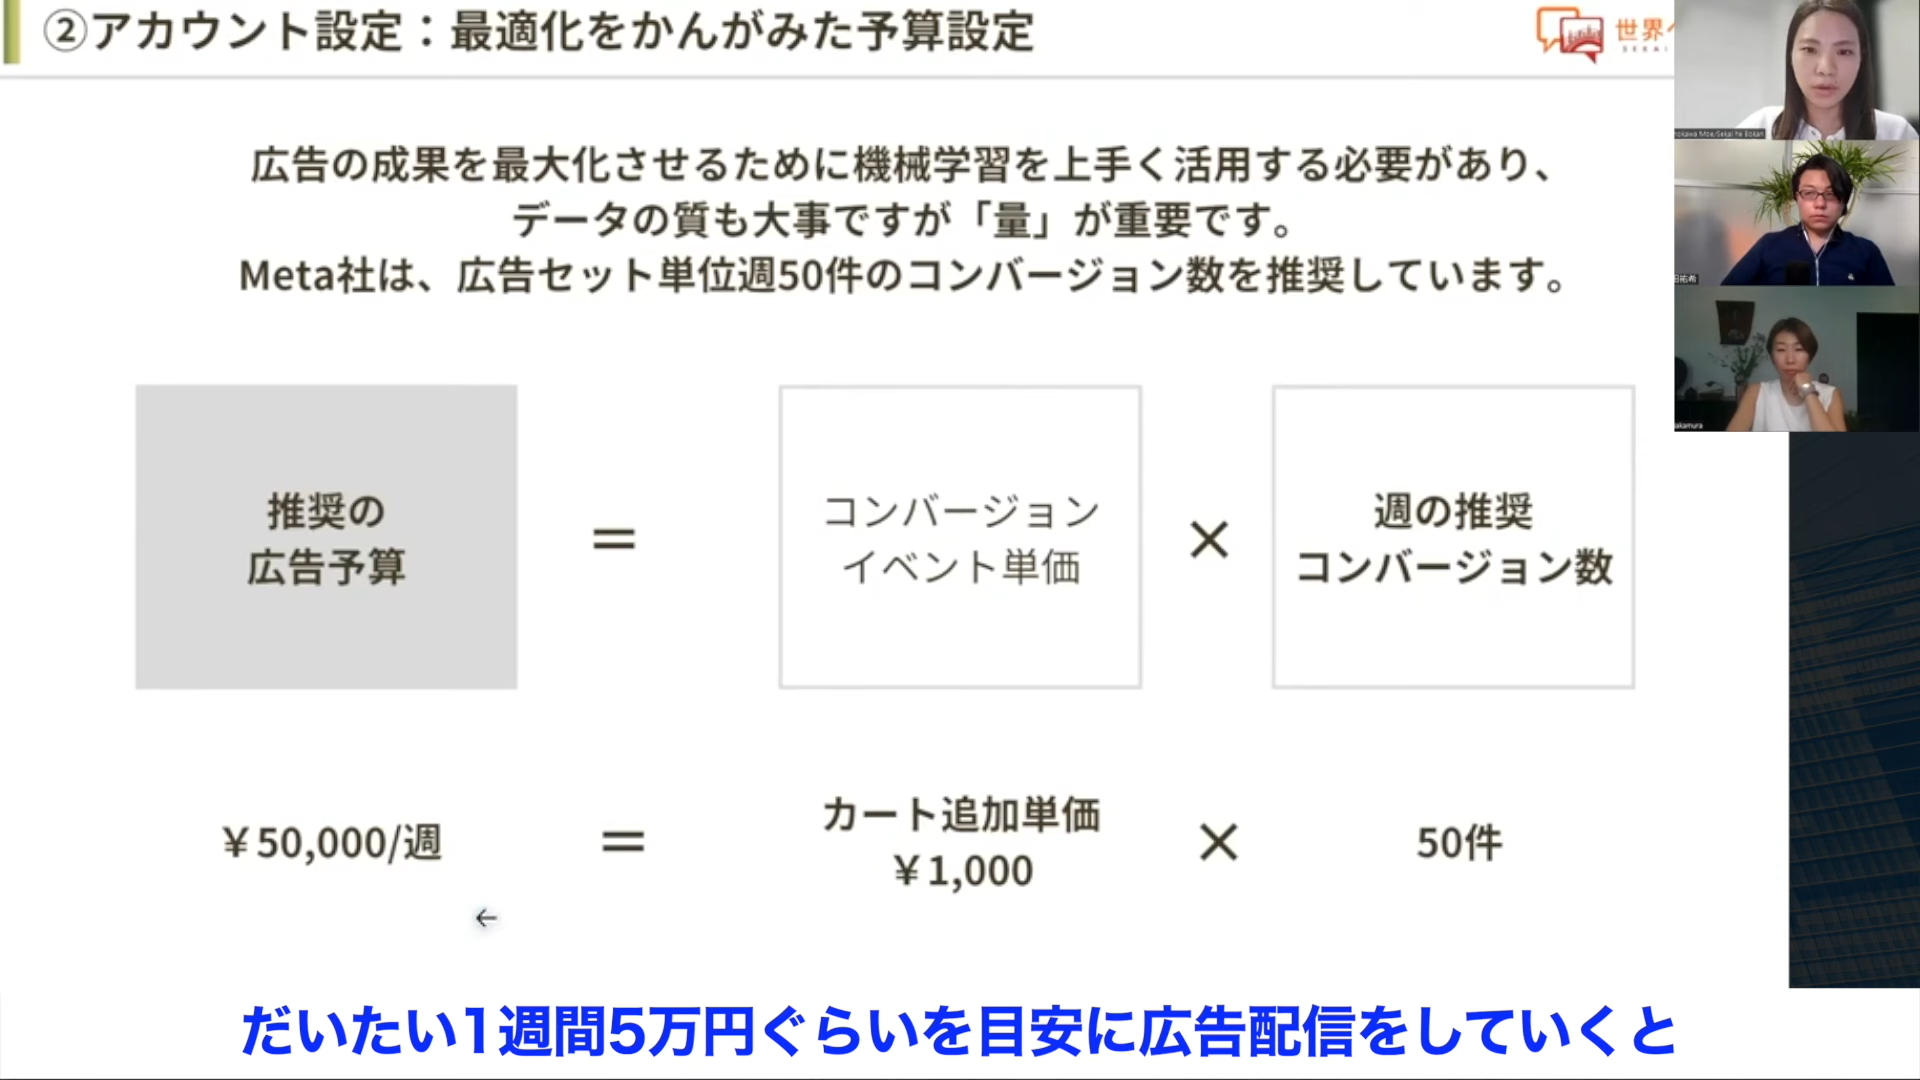 ②アカウント設定：最適化をかんがみた予算設定
世界へ
SEKAI
広告の成果を最大化させるために機械学習を上手く活用する必要があり、
データの質も大事ですが「量」が重要です。
Meta社は、広告セット単位週50件のコンバージョン数を推奨しています。
推奨の
広告予算
＝
コンバージョン
イベント単価
×
週の推奨
コンバージョン数
￥50,000/週
＝
カート追加単価
￥1,000
×
50件
だいたい1週間5万円ぐらいを目安に広告配信をしていくと